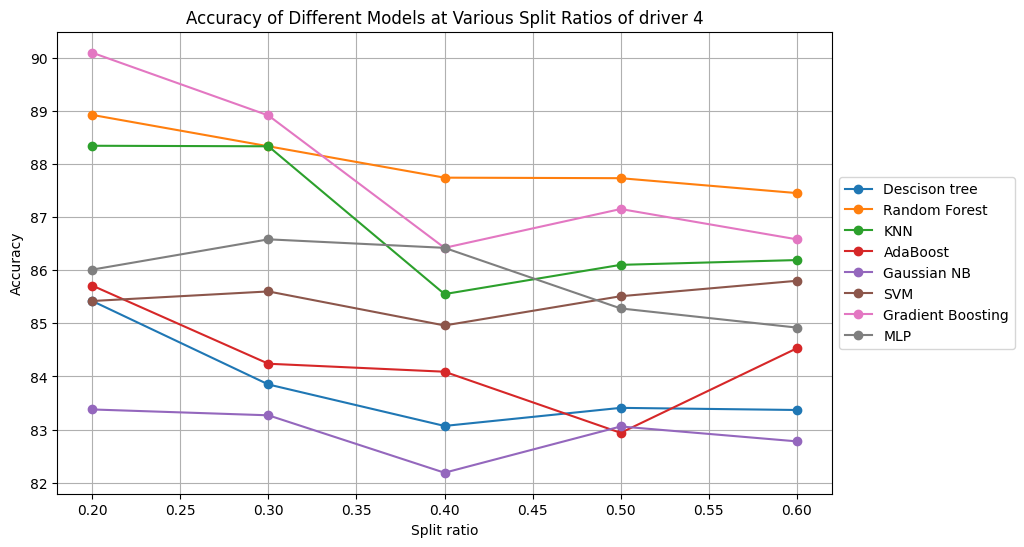 Accuracy of Different Models at Various Split Ratios of driver 4
Accuracy
90
89
88
87
86
85
84
83
82
0.20 0.25 0.30 0.35 0.40 0.45 0.50 0.55 0.60
Split ratio
Descison tree
Random Forest
KNN
AdaBoost
Gaussian NB
SVM
Gradient Boosting
MLP